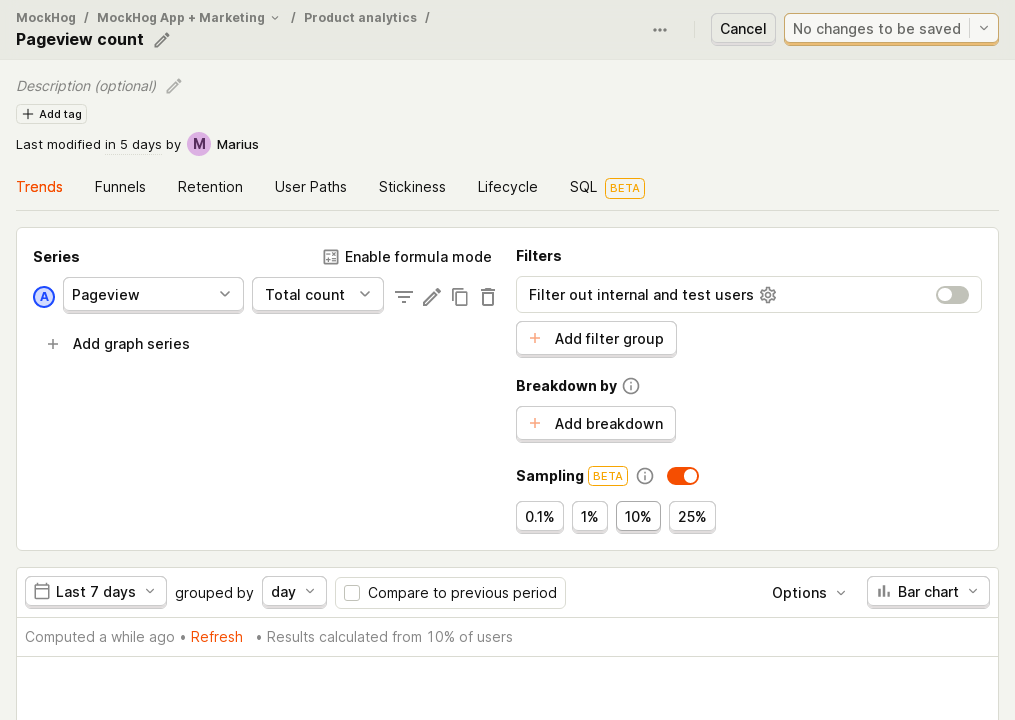 MockHog / MockHog App + Marketing / Product analytics /
Pageview count
Cancel
No changes to be saved
Description (optional)
Add tag
Last modified in 5 days by M Marius
Trends Funnels Retention User Paths Stickiness Lifecycle SQL BETA
Series
Enable formula mode
A Pageview Total count
Add graph series
Filters
Filter out internal and test users
Add filter group
Breakdown by
Add breakdown
Sampling BETA
0.1% 1% 10% 25%
Last 7 days grouped by day Compare to previous period Options Bar chart
Computed a while ago • Refresh • Results calculated from 10% of users